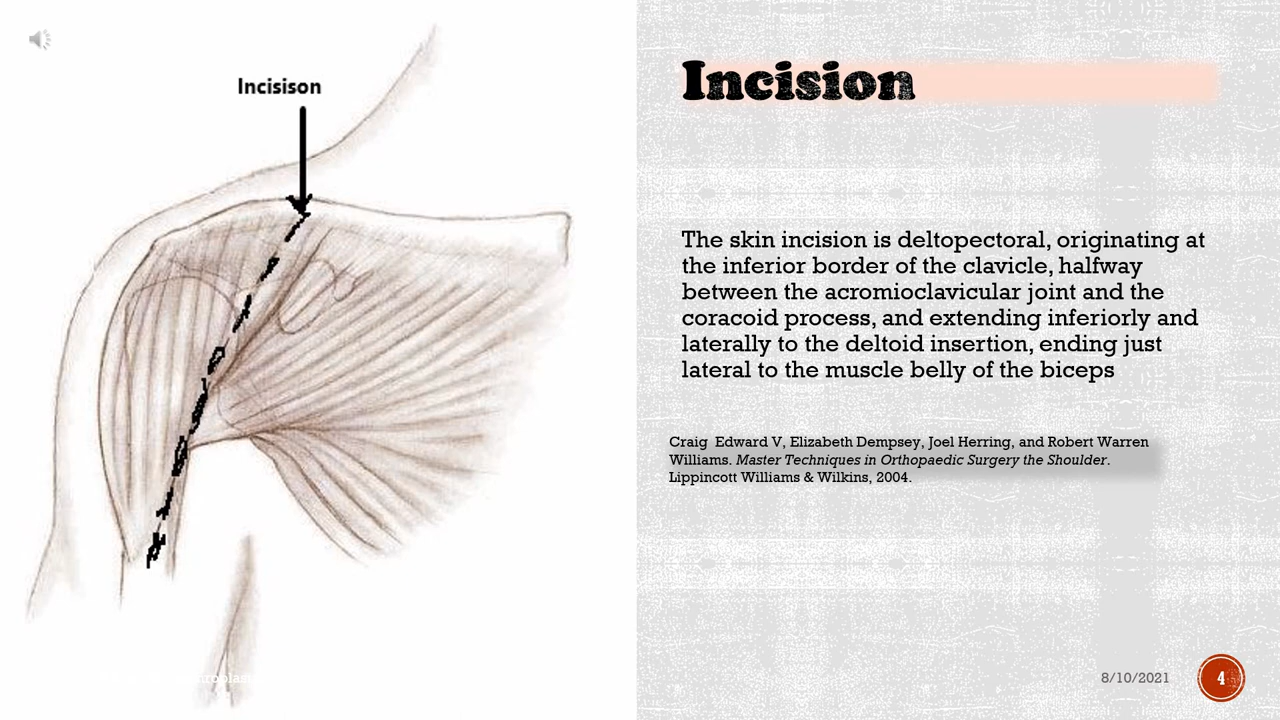 Incisison
Incision
The skin incision is deltopectoral, originating at
the inferior border of the clavicle, halfway
between the acromioclavicular joint and the
coracoid process, and extending inferiorly and
laterally to the deltoid insertion, ending just
lateral to the muscle belly of the biceps
Craig Edward V, Elizabeth Dempsey, Joel Herring, and Robert Warren
Williams. Master Techniques in Orthopaedic Surgery the Shoulder.
Lippincott Williams & Wilkins, 2004.
8/10/2021
4